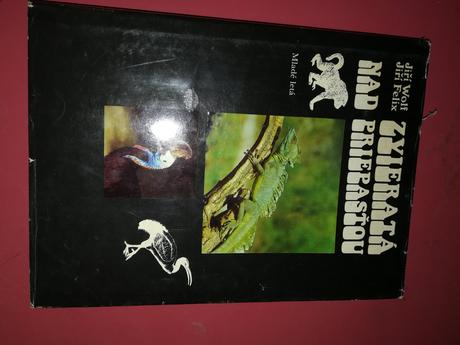 Jiří Wolf
Jiří Felix
ZVIERATÁ
NAD PRIEPASŤOU
Mladé letá